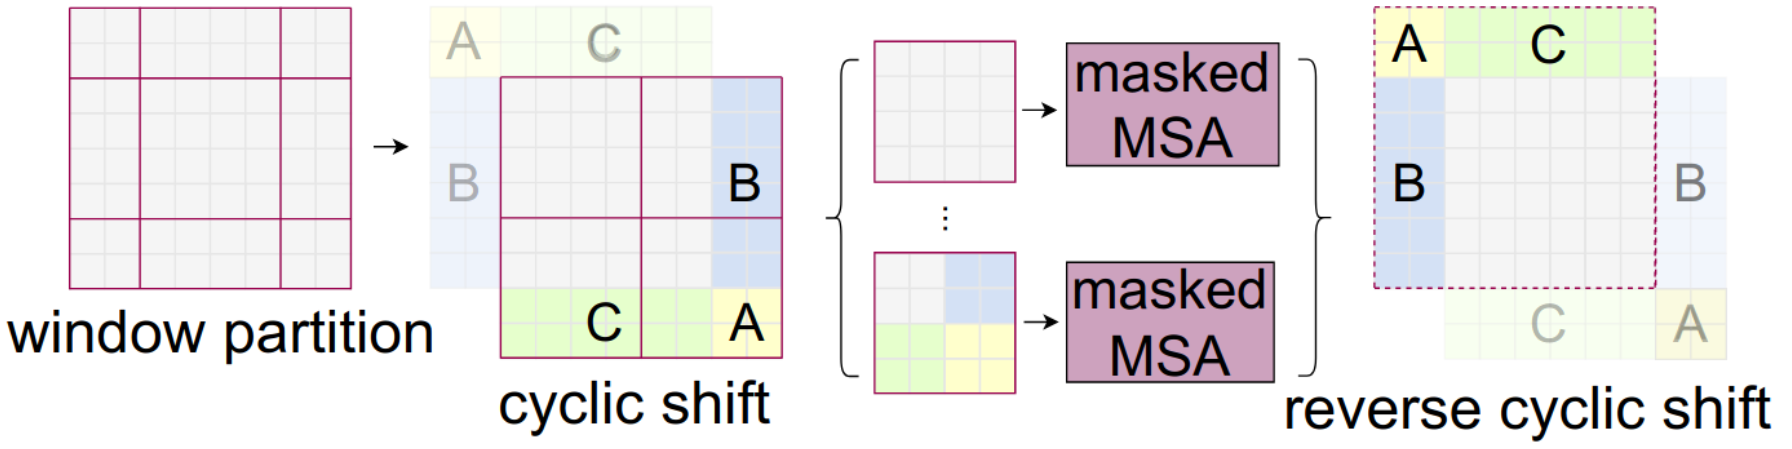 window partition
A
C
B
B
C
A
cyclic shift
masked
MSA
...
masked
MSA
A
C
B
B
C
A
reverse cyclic shift